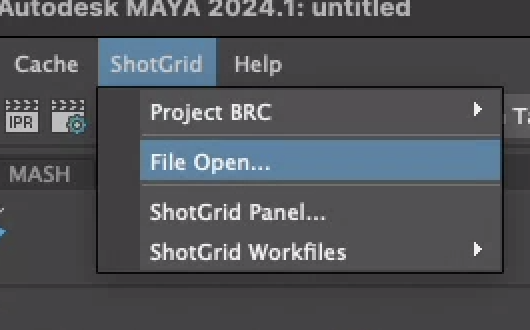 Autodesk MAYA 2024.1: untitled
Cache ShotGrid Help
Project BRC
IPR
File Open...
MASH
ShotGrid Panel...
ShotGrid Workfiles